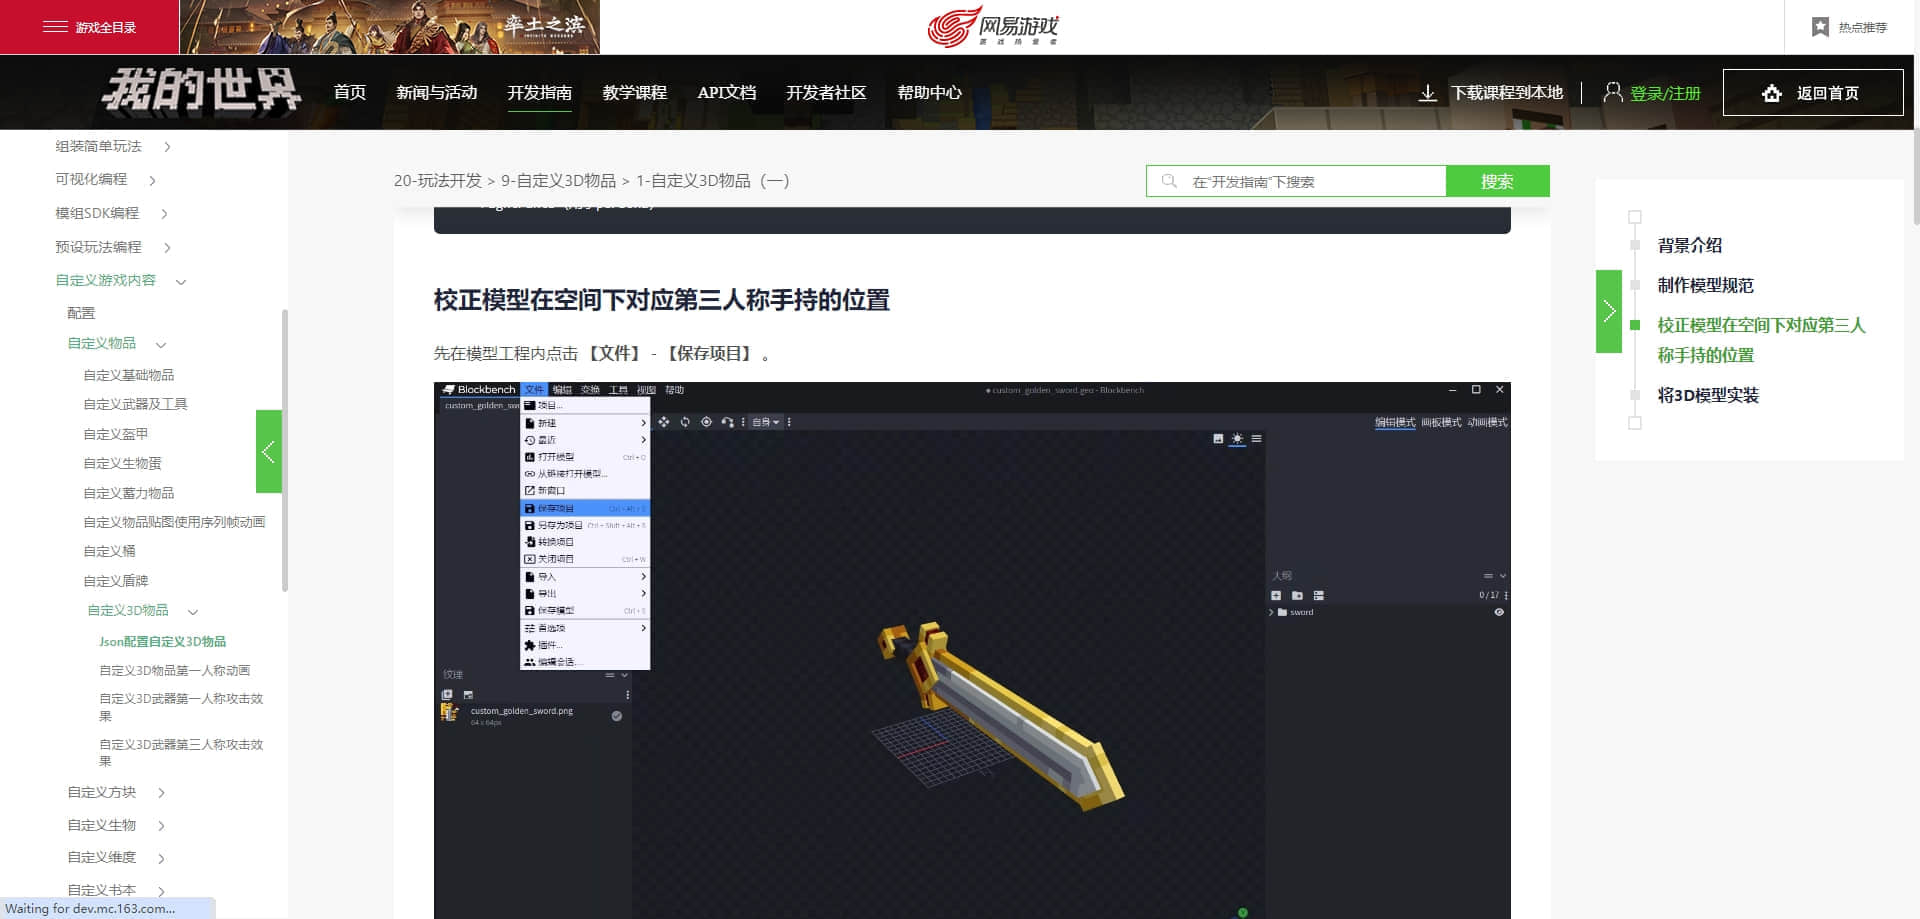 游戏全目录
率土之滨
INFINITE BORDERS
网易游戏
游戏热爱者
热点推荐
我的世界
首页
新闻与活动
开发指南
教学课程
API文档
开发者社区
帮助中心
下载课程到本地
登录/注册
返回首页
组装简单玩法
可视化编程
模组SDK编程
预设玩法编程
自定义游戏内容
配置
自定义物品
自定义基础物品
自定义武器及工具
自定义盔甲
自定义生物蛋
自定义蓄力物品
自定义物品贴图使用序列帧动画
自定义桶
自定义盾牌
自定义3D物品
Json配置自定义3D物品
自定义3D物品第一人称动画
自定义3D武器第一人称攻击效
果
自定义3D武器第三人称攻击效
果
自定义方块
自定义生物
自定义维度
自定义书本
Waiting for dev.mc.163.com...
20-玩法开发 > 9-自定义3D物品 > 1-自定义3D物品（一）
在“开发指南”下搜索
搜索
校正模型在空间下对应第三人称手持的位置
先在模型工程内点击 【文件】 - 【保存项目】 。
Blockbench
文件
编辑
变换
工具
视图
帮助
custom_golden_sword.geo - Blockbench
custom_golden_swo
自身
编辑模式
画板模式
动画模式
项目...
新建
最近
打开模型 Ctrl + O
从链接打开模型...
新窗口
保存项目 Ctrl + Alt + S
另存为项目 Ctrl + Shift + Alt + S
转换项目
关闭项目 Ctrl + W
导入
导出
保存模型 Ctrl + S
首选项
插件...
编辑会话...
纹理
custom_golden_sword.png
64 x 64px
大纲
0 / 17
sword
背景介绍
制作模型规范
校正模型在空间下对应第三人
称手持的位置
将3D模型实装